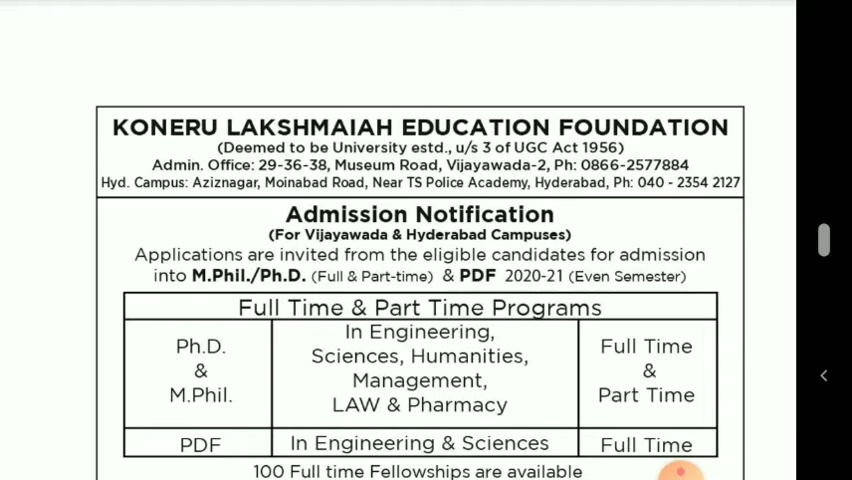 KONERU LAKSHMAIAH EDUCATION FOUNDATION
(Deemed to be University estd., u/s 3 of UGC Act 1956)
Admin. Office: 29-36-38, Museum Road, Vijayawada-2, Ph: 0866-2577884
Hyd. Campus: Aziznagar, Moinabad Road, Near TS Police Academy, Hyderabad, Ph: 040 - 2354 2127
Admission Notification
(For Vijayawada & Hyderabad Campuses)
Applications are invited from the eligible candidates for admission
into M.Phil./Ph.D. (Full & Part-time) & PDF 2020-21 (Even Semester)
Full Time & Part Time Programs
Ph.D.
&
M.Phil.
In Engineering,
Sciences, Humanities,
Management,
LAW & Pharmacy
Full Time
&
Part Time
PDF
In Engineering & Sciences
Full Time
100 Full time Fellowships are available